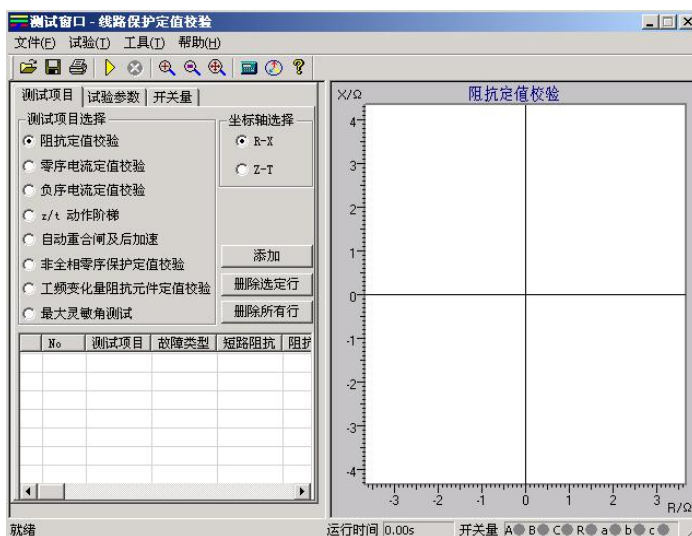 测试窗口 - 线路保护定值校验
文件(F) 试验(T) 工具(T) 帮助(H)
测试项目 试验参数 开关量
测试项目选择
阻抗定值校验
零序电流定值校验
负序电流定值校验
z/t 动作阶梯
自动重合闸及后加速
非全相零序保护定值校验
工频变化量阻抗元件定值校验
最大灵敏角测试
坐标轴选择
R-X
Z-T
添加
删除选定行
删除所有行
No 测试项目 故障类型 短路阻抗
X/Ω 阻抗定值校验
4
3
2
1
0
-1
-2
-3
-4
-3 -2 -1 0 1 2 3
R/Ω
就绪 运行时间 0.00s 开关量 A B C R a b c